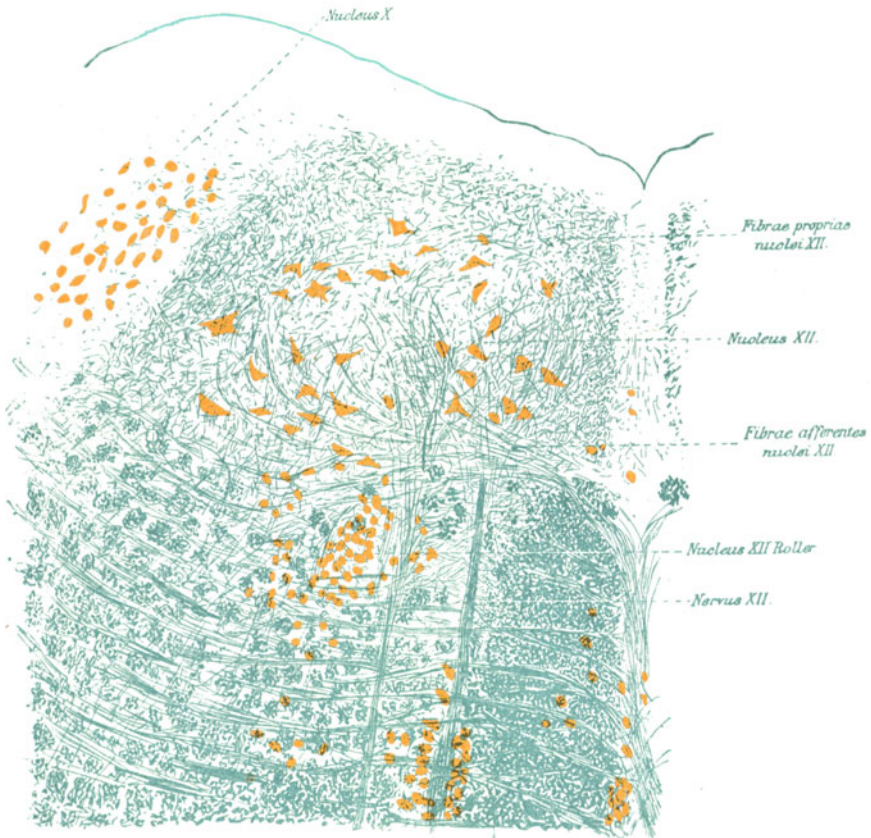 Nucleus X
Fibrae propriae
nuclei XII.
Nucleus XII.
Fibrae afferentes
nuclei XII
Nucleus XII Roller
Nervus XII.